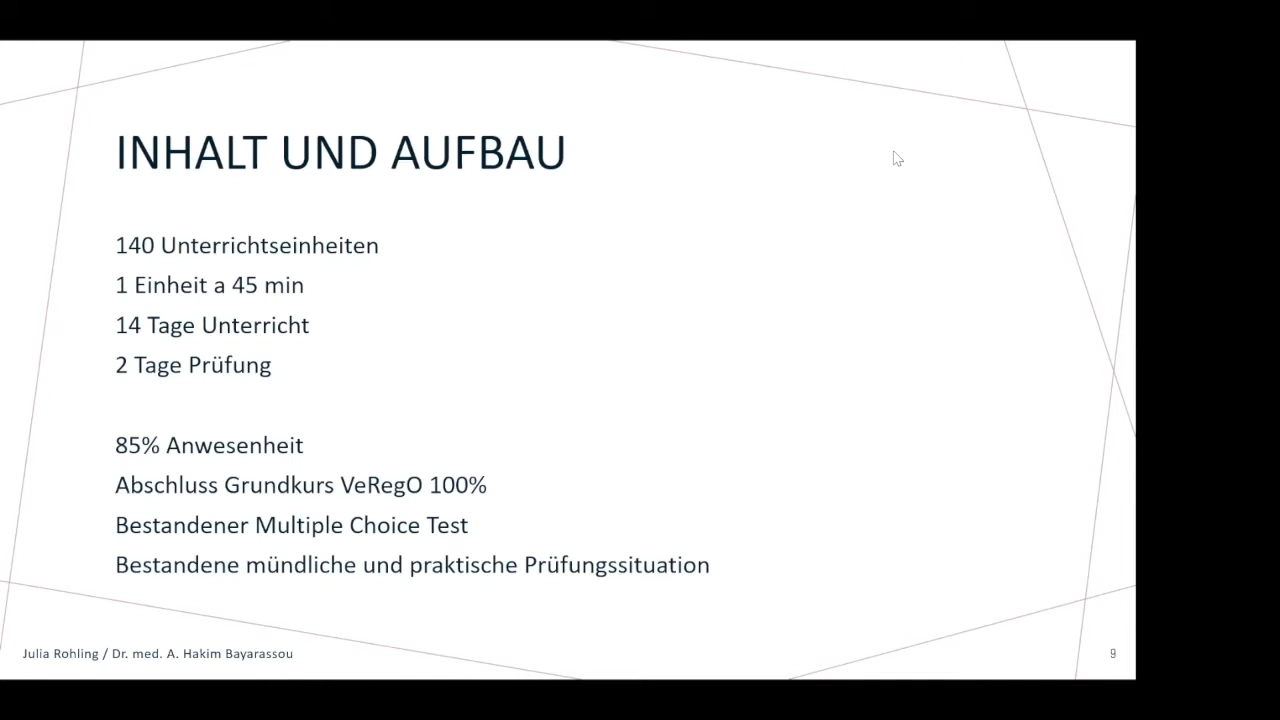 INHALT UND AUFBAU
140 Unterrichtseinheiten
1 Einheit a 45 min
14 Tage Unterricht
2 Tage Prüfung
85% Anwesenheit
Abschluss Grundkurs VeRegO 100%
Bestandener Multiple Choice Test
Bestandene mündliche und praktische Prüfungssituation
Julia Rohling / Dr. med. A. Hakim Bayarassou
9